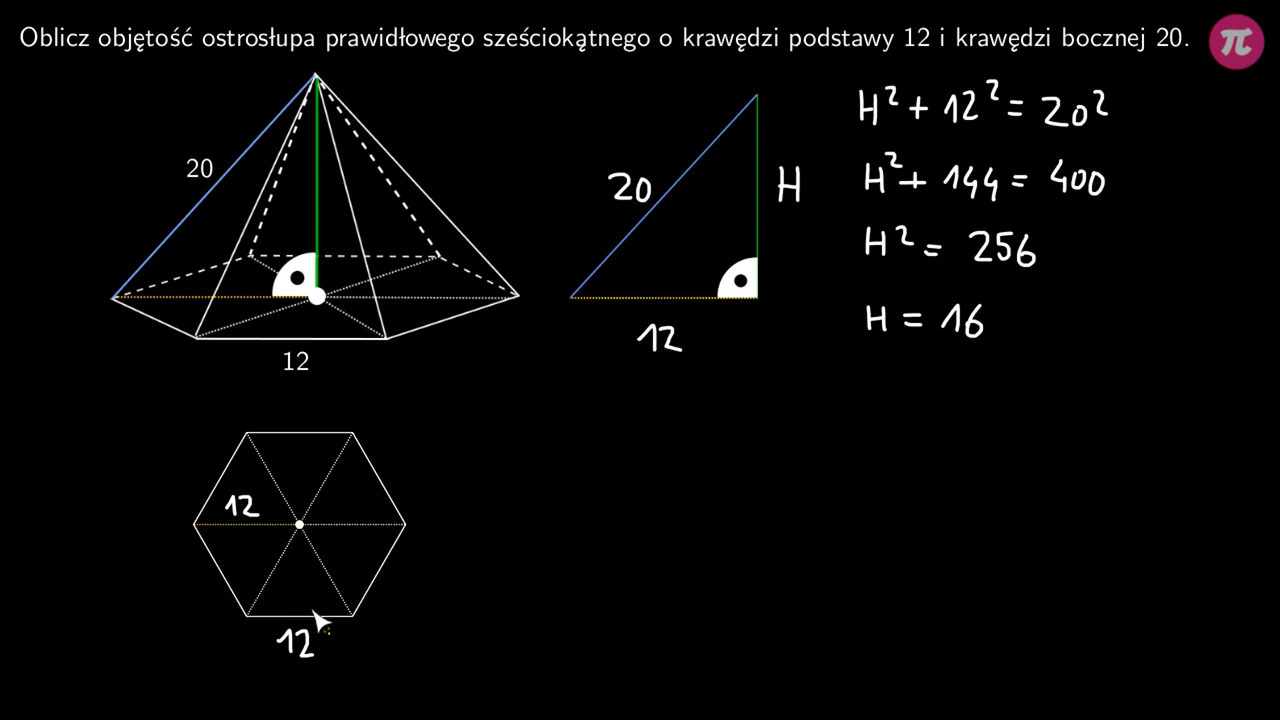 Oblicz objętość ostrosłupa prawidłowego sześciokątnego o krawędzi podstawy 12 i krawędzi bocznej 20.
π
20
12
20
H
12
H² + 12² = 20²
H² + 144 = 400
H² = 256
H = 16
12
12